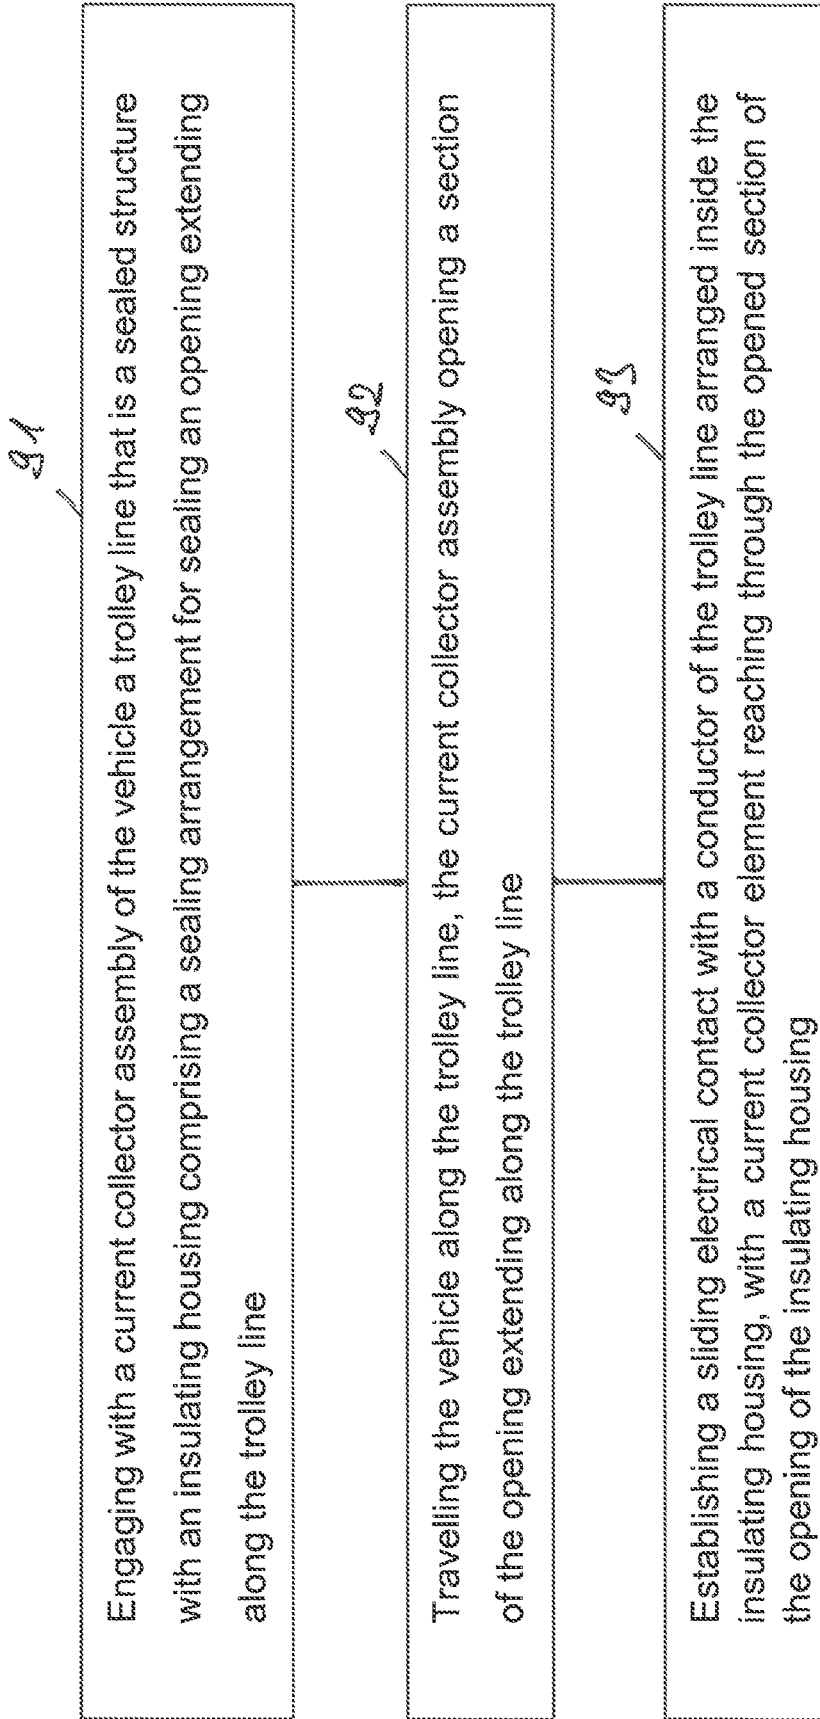 91
Engaging with a current collector assembly of the vehicle a trolley line that is a sealed structure
with an insulating housing comprising a sealing arrangement for sealing an opening extending
along the trolley line
92
Travelling the vehicle along the trolley line, the current collector assembly opening a section
of the opening extending along the trolley line
93
Establishing a sliding electrical contact with a conductor of the trolley line arranged inside the
insulating housing, with a current collector element reaching through the opened section of
the opening of the insulating housing